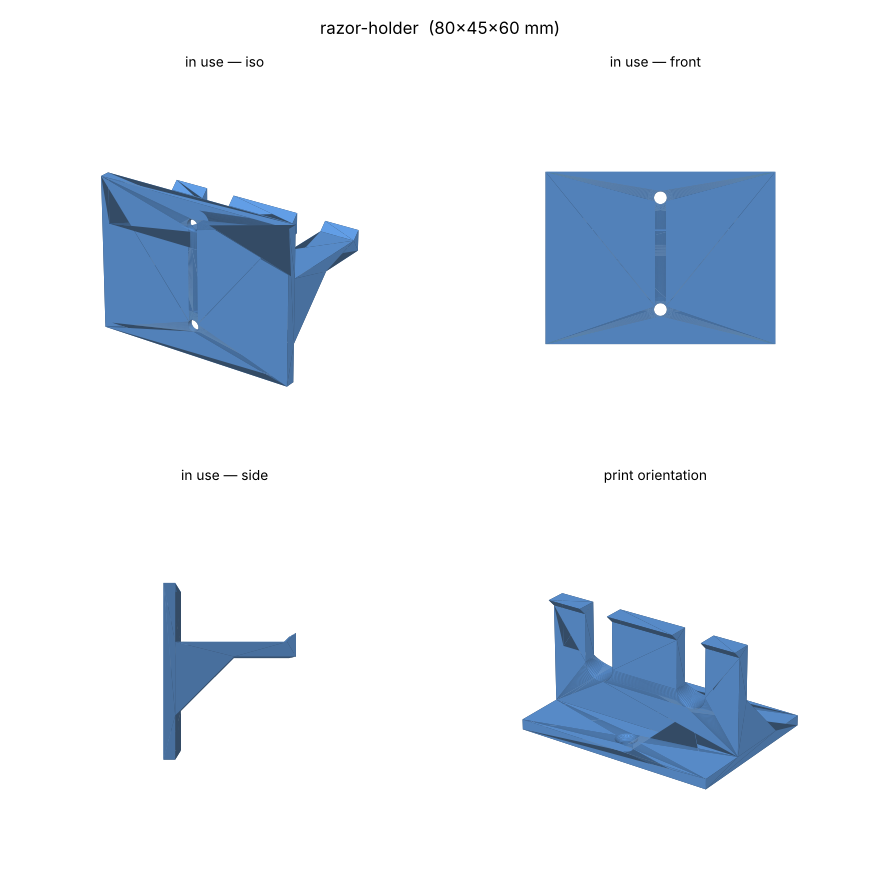 razor-holder (80×45×60 mm)
in use — iso
in use — front
in use — side
print orientation